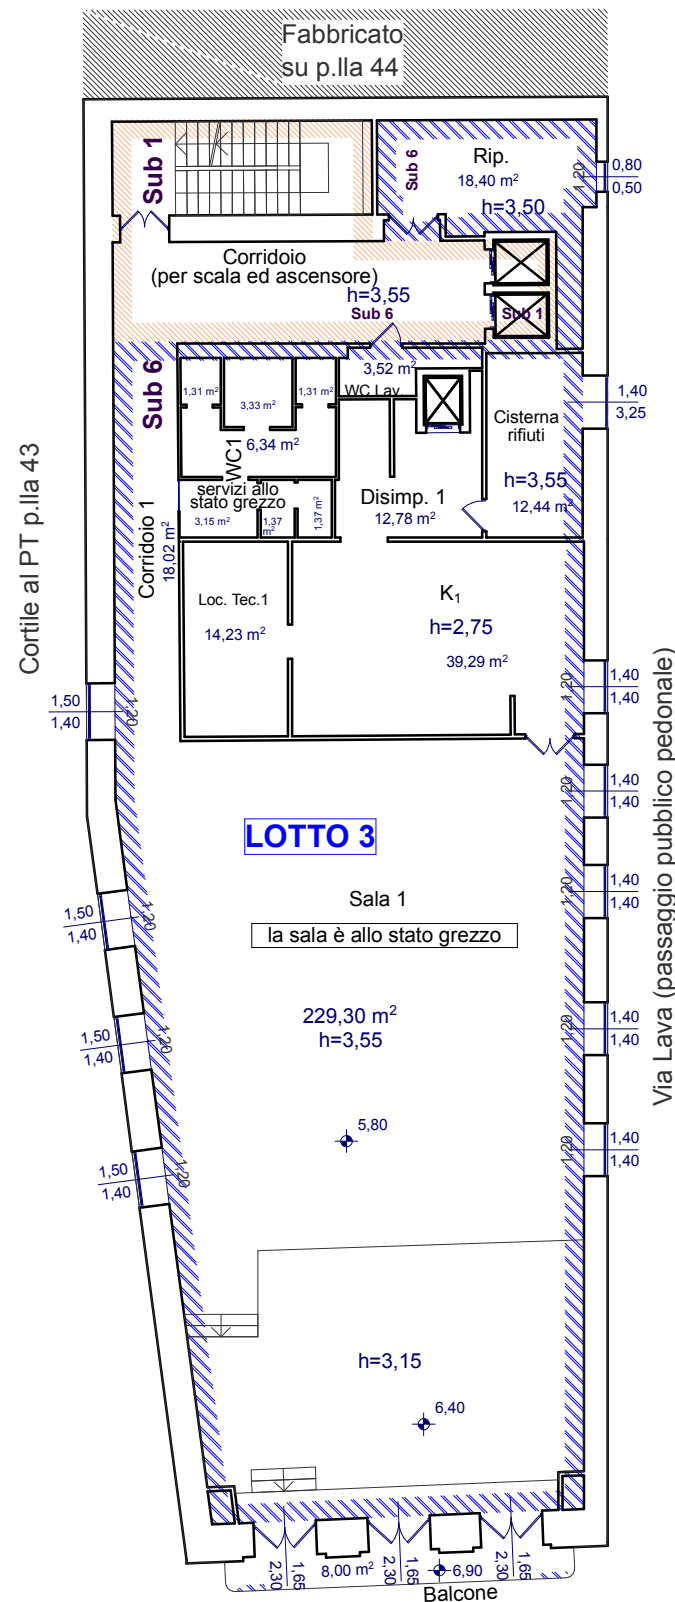 Fabbricato
su p.lla 44
Sub 1
Sub 6
Rip.
18,40 m²
h=3,50
1,20
0,80
0,50
Corridoio
(per scala ed ascensore)
h=3,55
Sub 6
Sub 1
Sub 6
3,52 m²
WC Lav.
1,31 m²
3,33 m²
1,31 m²
6,34 m²
WC1
servizi allo
stato grezzo
3,15 m²
1,37 m²
1,37 m²
Disimp. 1
12,78 m²
Cisterna
rifiuti
h=3,55
12,44 m²
1,40
3,25
Cortile al PT p.lla 43
Corridoio 1
18,02 m²
Loc. Tec.1
14,23 m²
K1
h=2,75
39,29 m²
1,20
1,40
1,40
1,50
1,40
1,20
1,20
1,40
1,40
Via Lava (passaggio pubblico pedonale)
LOTTO 3
Sala 1
la sala è allo stato grezzo
1,20
1,40
1,40
1,50
1,40
1,20
229,30 m²
h=3,55
1,20
1,40
1,40
1,50
1,40
1,20
5,80
1,20
1,40
1,40
1,50
1,40
1,20
h=3,15
6,40
2,30
1,65
8,00 m²
2,30
1,65
6,90
2,30
1,65
Balcone